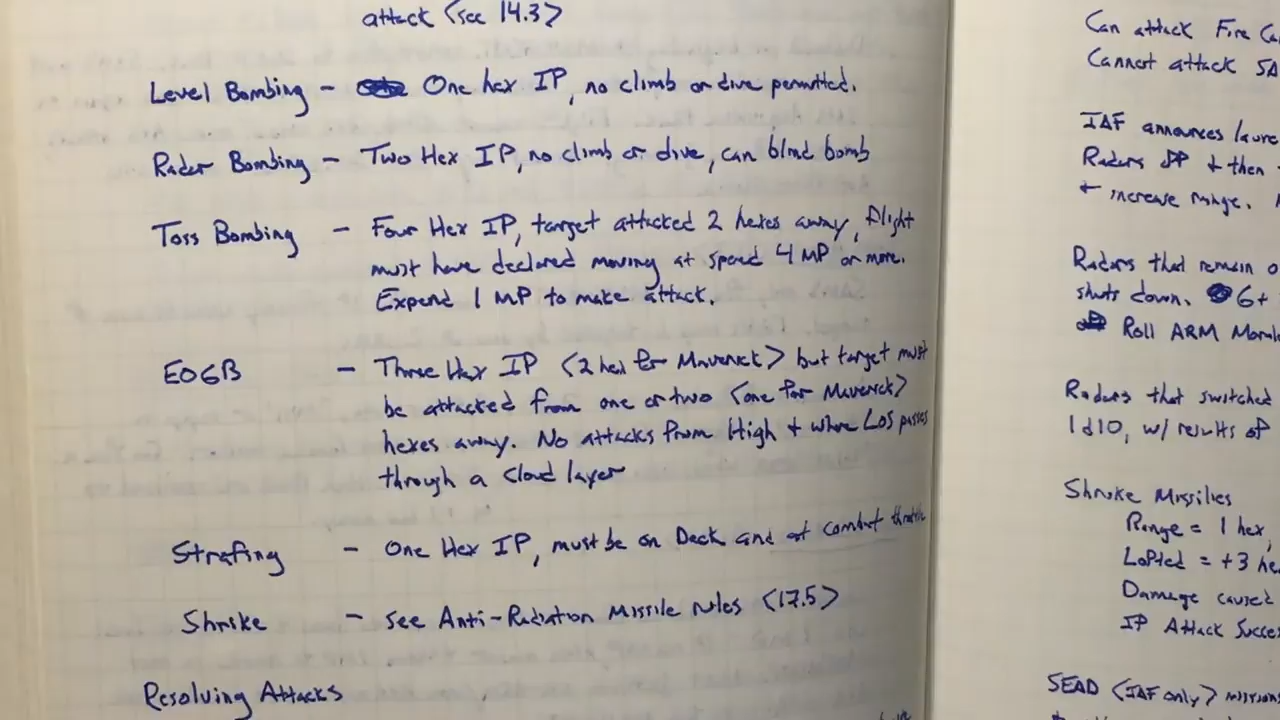 attack <see 14.3>
Level Bombing - One hex IP, no climb or dive permitted.
Radar Bombing - Two Hex IP, no climb or dive, can blind bomb
Toss Bombing - Four Hex IP, target attacked 2 hexes away, flight
must have declared moving at speed 4 MP or more.
Expend 1 MP to make attack.
EOGB - Three Hex IP <2 hex for Maverick> but target must
be attacked from one or two <one for Maverick>
hexes away. No attacks from High + where LOS passes
through a cloud layer
Strafing - One Hex IP, must be on Deck and at combat throttle
Shrike - See Anti-Radiation Missile rules <17.5>
Resolving Attacks
Can attack Fire Ca
Cannot attack SA
IAF announces
Radars + then
+ increase range.
Radars that remain o
shuts down. 6+
Roll ARM Morale
Radars that switched
1d10, w/ results of
Shrike Missiles
Range = 1 hex,
Lofted = +3 he
Damage caused
IP Attack Succes
SEAD <IAF only> missions